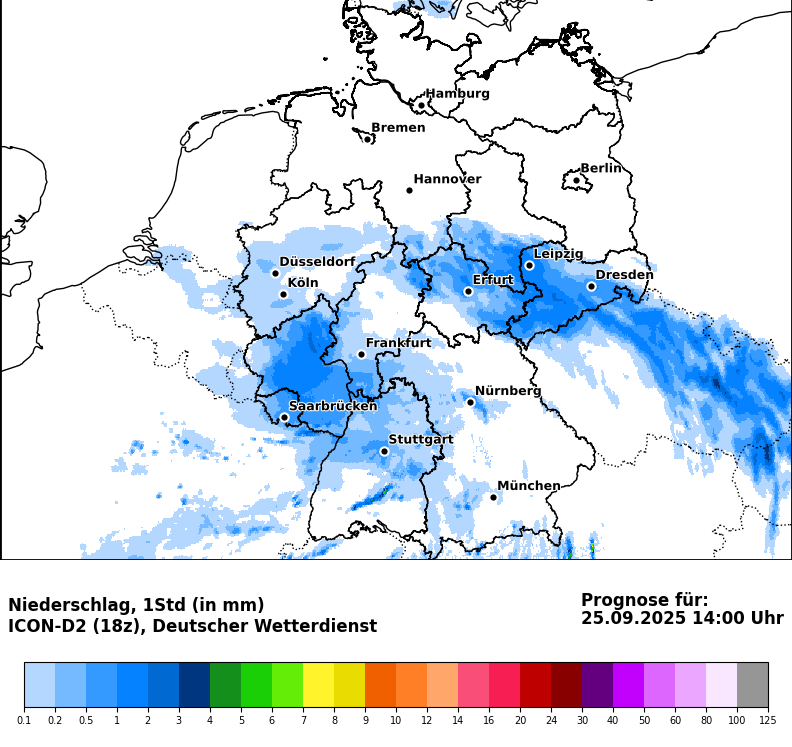 Hamburg
Bremen
Berlin
Hannover
Leipzig
Düsseldorf
Dresden
Köln
Erfurt
Frankfurt
Nürnberg
Saarbrücken
Stuttgart
München
Niederschlag, 1Std (in mm)
ICON-D2 (18z), Deutscher Wetterdienst
Prognose für:
25.09.2025 14:00 Uhr
0.1 0.2 0.5 1 2 3 4 5 6 7 8 9 10 12 14 16 20 24 30 40 50 60 80 100 125